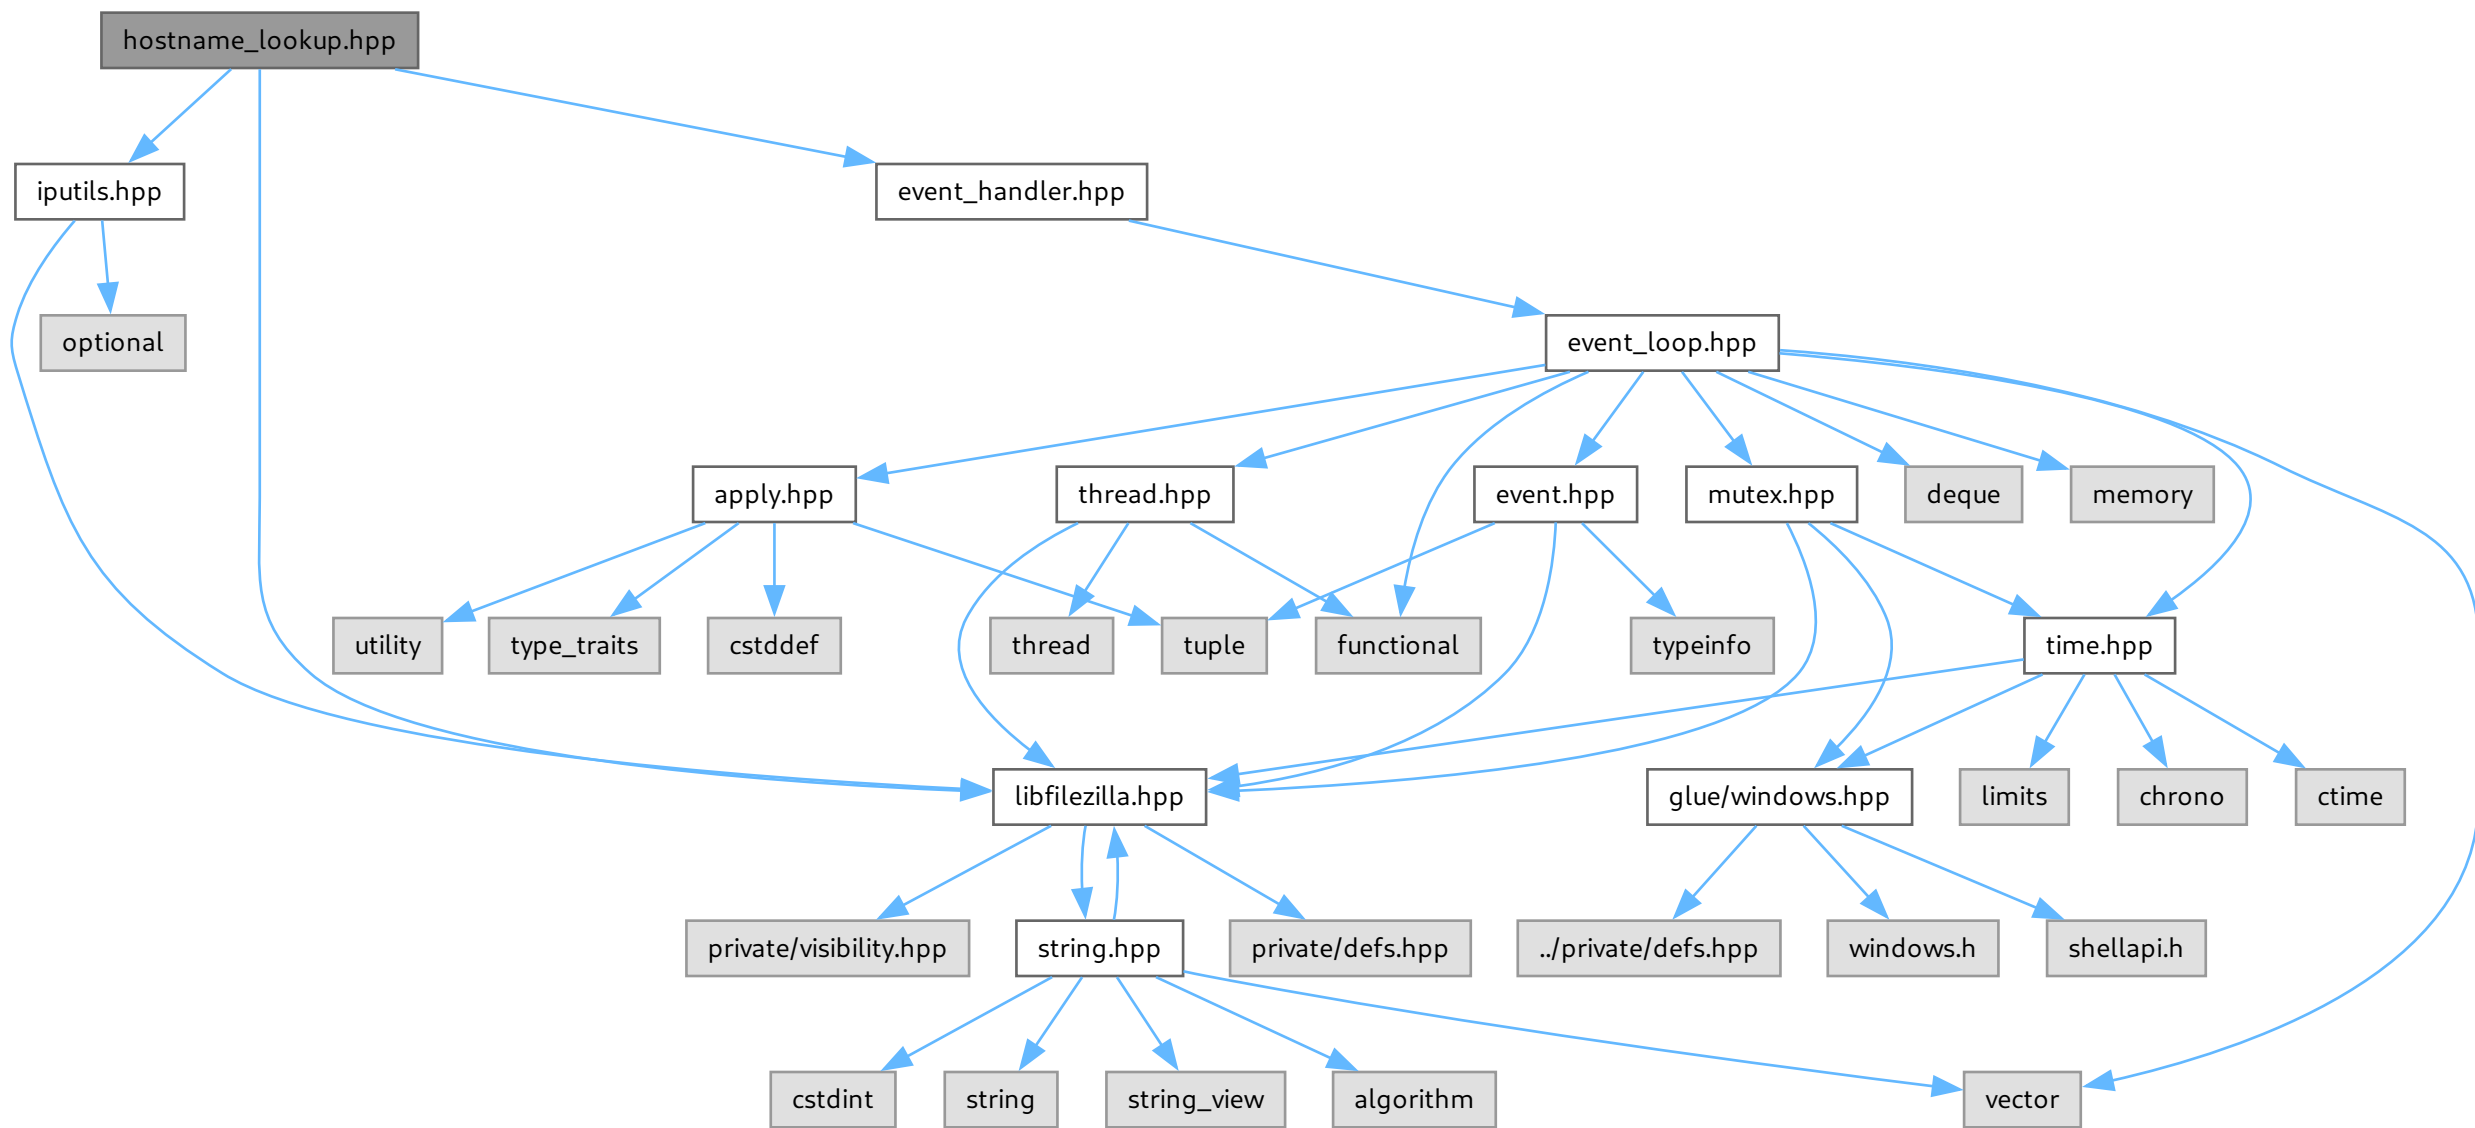 hostname_lookup.hpp
iputils.hpp
event_handler.hpp
optional
event_loop.hpp
apply.hpp
thread.hpp
event.hpp
mutex.hpp
deque
memory
utility
type_traits
cstddef
thread
tuple
functional
typeinfo
time.hpp
libfilezilla.hpp
glue/windows.hpp
limits
chrono
ctime
private/visibility.hpp
string.hpp
private/defs.hpp
../private/defs.hpp
windows.h
shellapi.h
cstdint
string
string_view
algorithm
vector